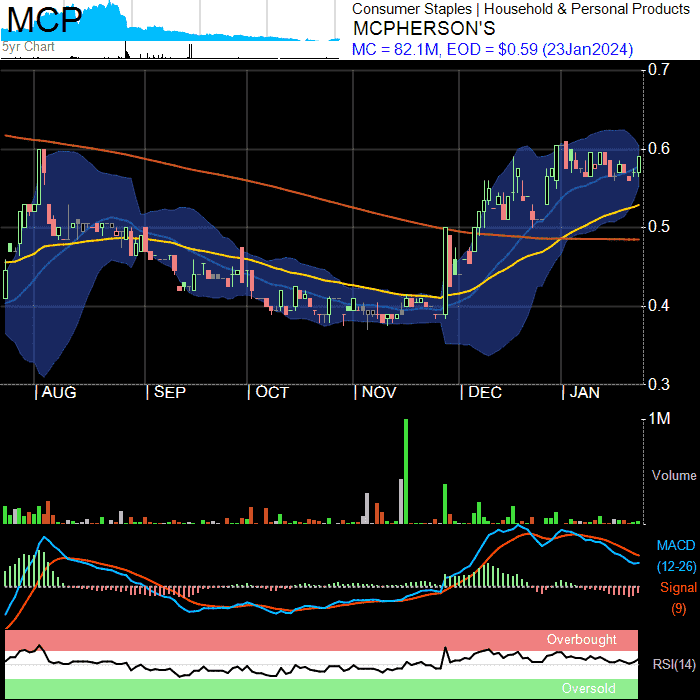 MCP
5yr Chart
Consumer Staples | Household & Personal Products
MCPHERSON'S
MC = 82.1M, EOD = $0.59 (23Jan2024)
0.7
0.6
0.5
0.4
0.3
| AUG | SEP | OCT | NOV | DEC | JAN
1M
Volume
MACD
(12-26)
Signal
(9)
Overbought
RSI(14)
Oversold